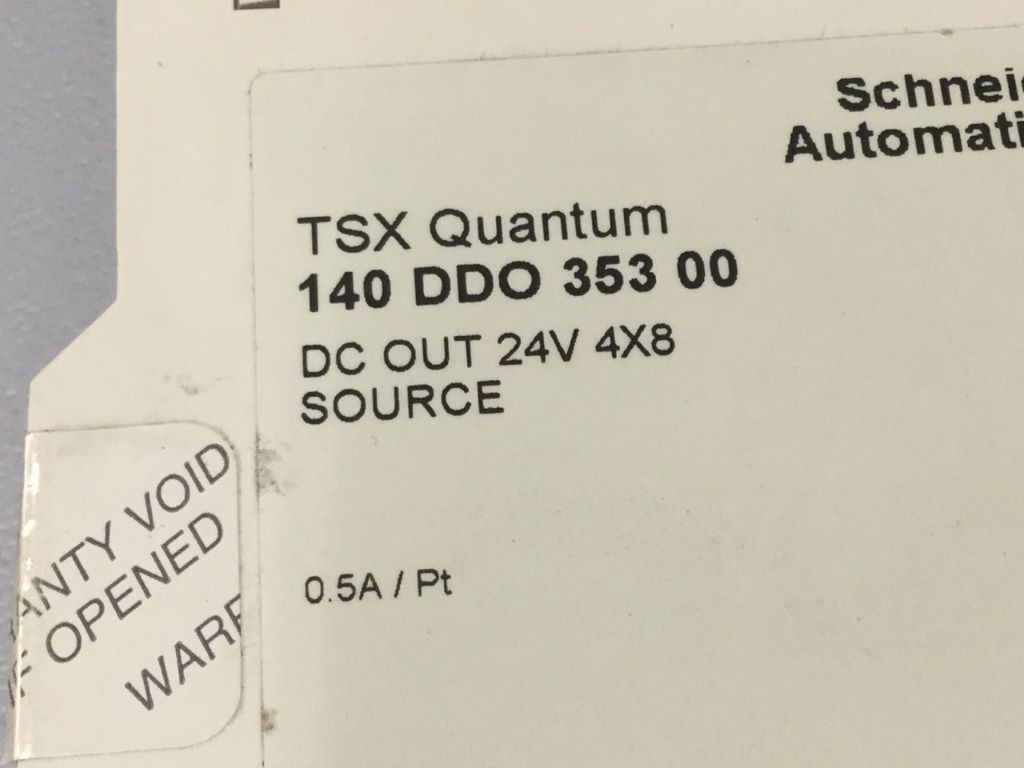 Schnei
Automati
TSX Quantum
140 DDO 353 00
DC OUT 24V 4X8
SOURCE
0.5A / Pt
ANTY VOID
F OPENED
WARR